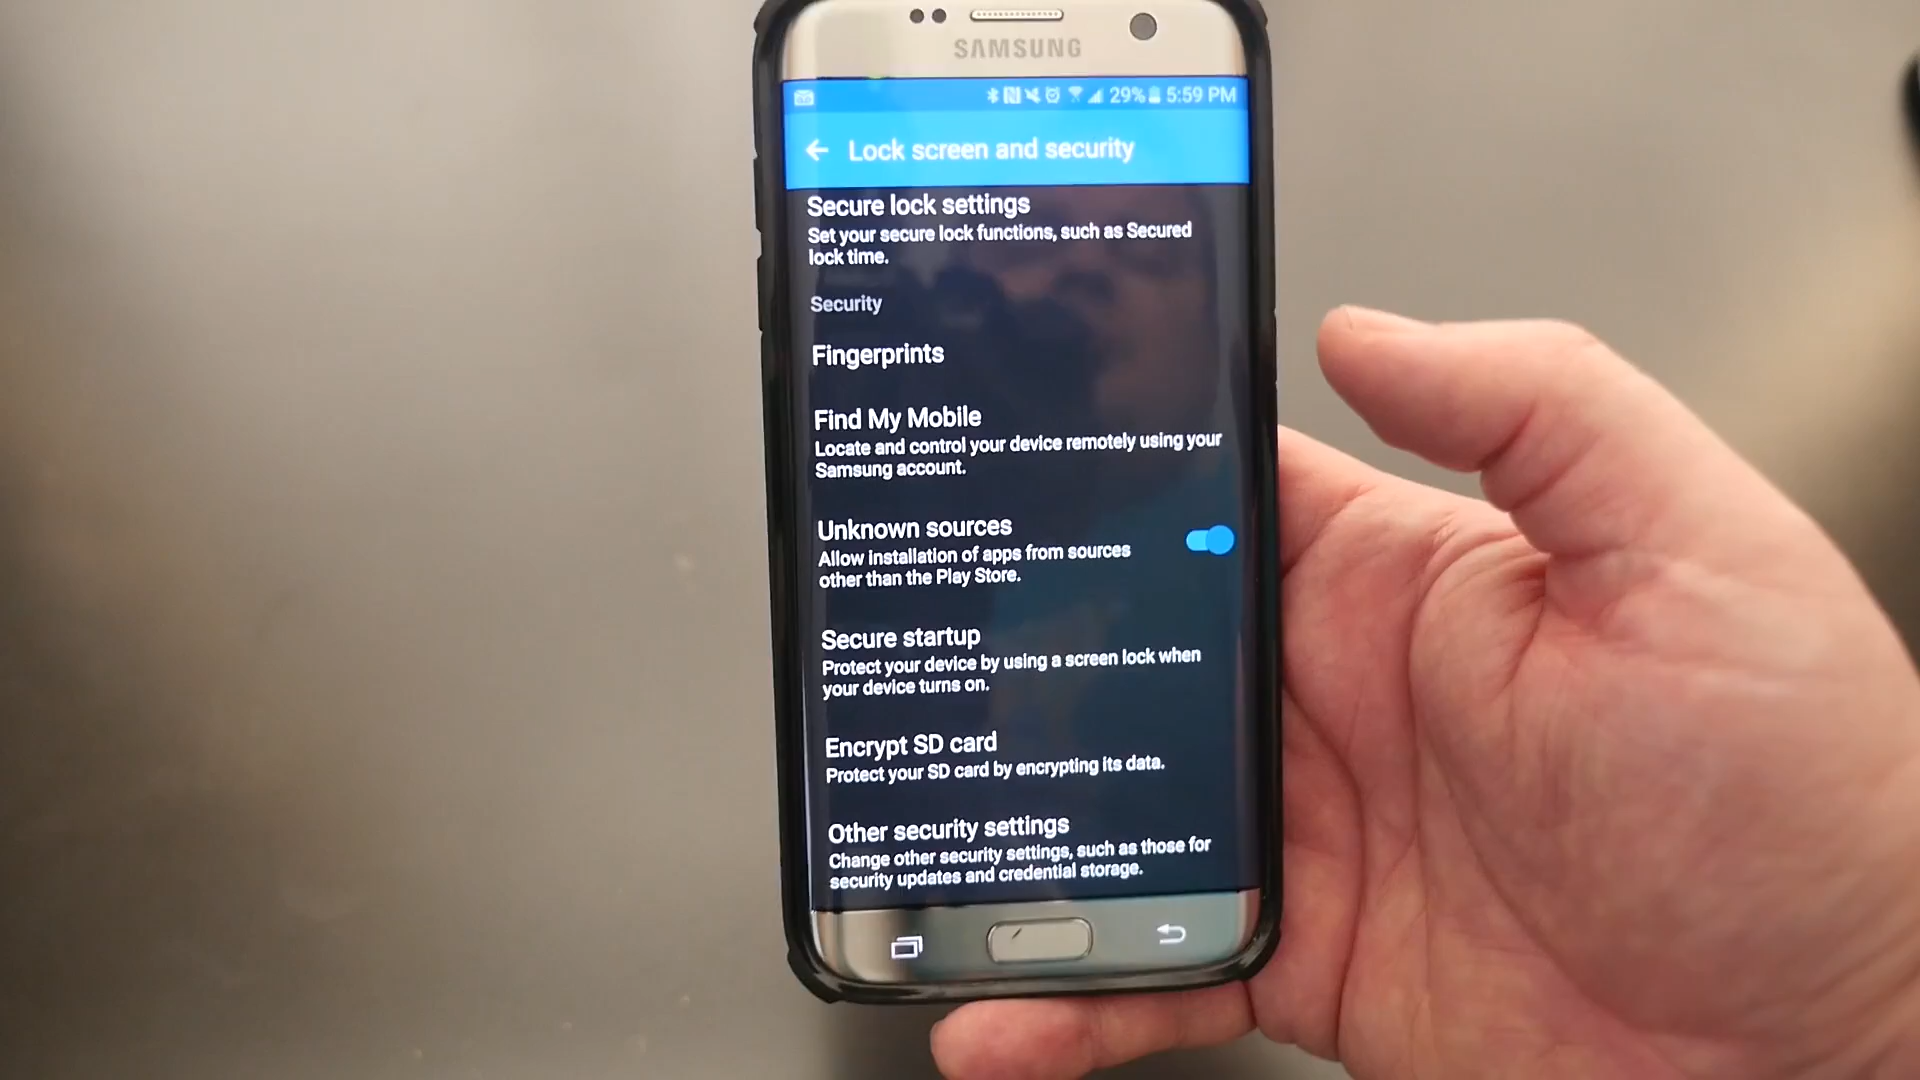 SAMSUNG
29% 5:59 PM
Lock screen and security
Secure lock settings
Set your secure lock functions, such as Secured
lock time.
Security
Fingerprints
Find My Mobile
Locate and control your device remotely using your
Samsung account.
Unknown sources
Allow installation of apps from sources
other than the Play Store.
Secure startup
Protect your device by using a screen lock when
your device turns on.
Encrypt SD card
Protect your SD card by encrypting its data.
Other security settings
Change other security settings, such as those for
security updates and credential storage.